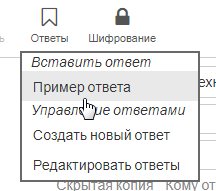 Ответы Шифрование
Вставить ответ
Пример ответа
Управление ответами
Создать новый ответ
Редактировать ответы
Скрытая копия Кому от